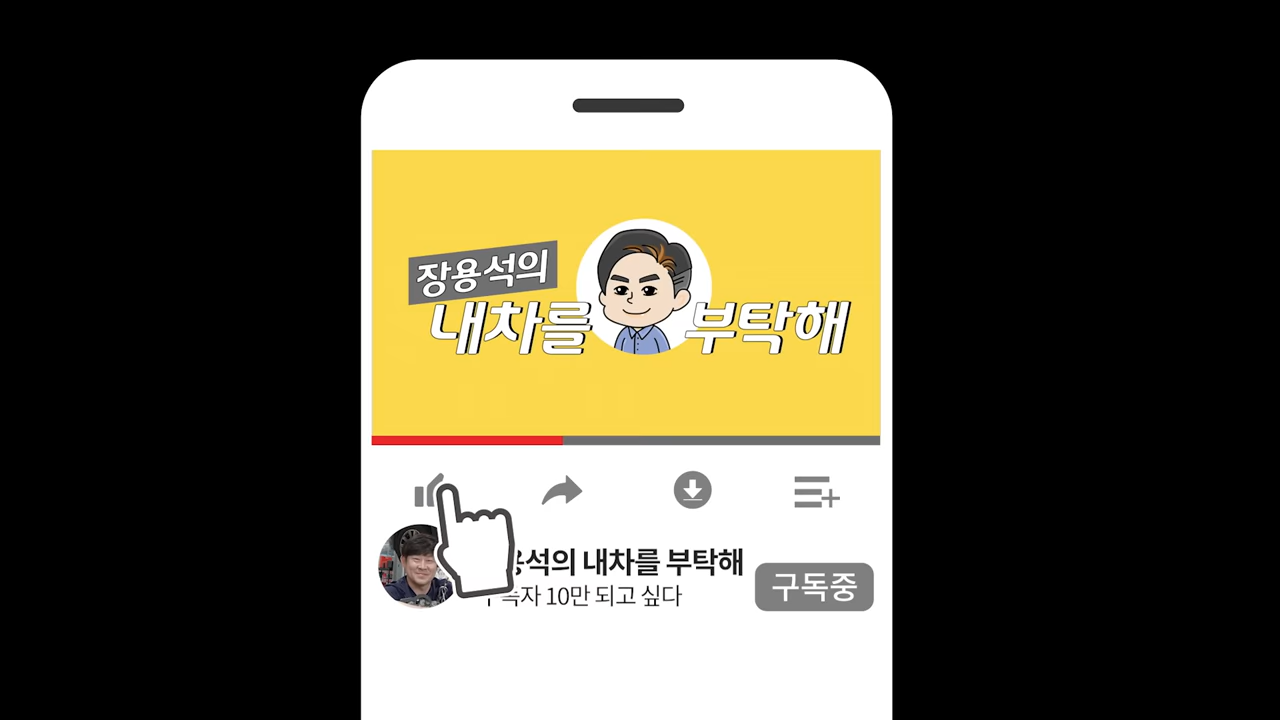 장용석의
내차를 부탁해
용석의 내차를 부탁해
구독자 10만 되고 싶다
구독중